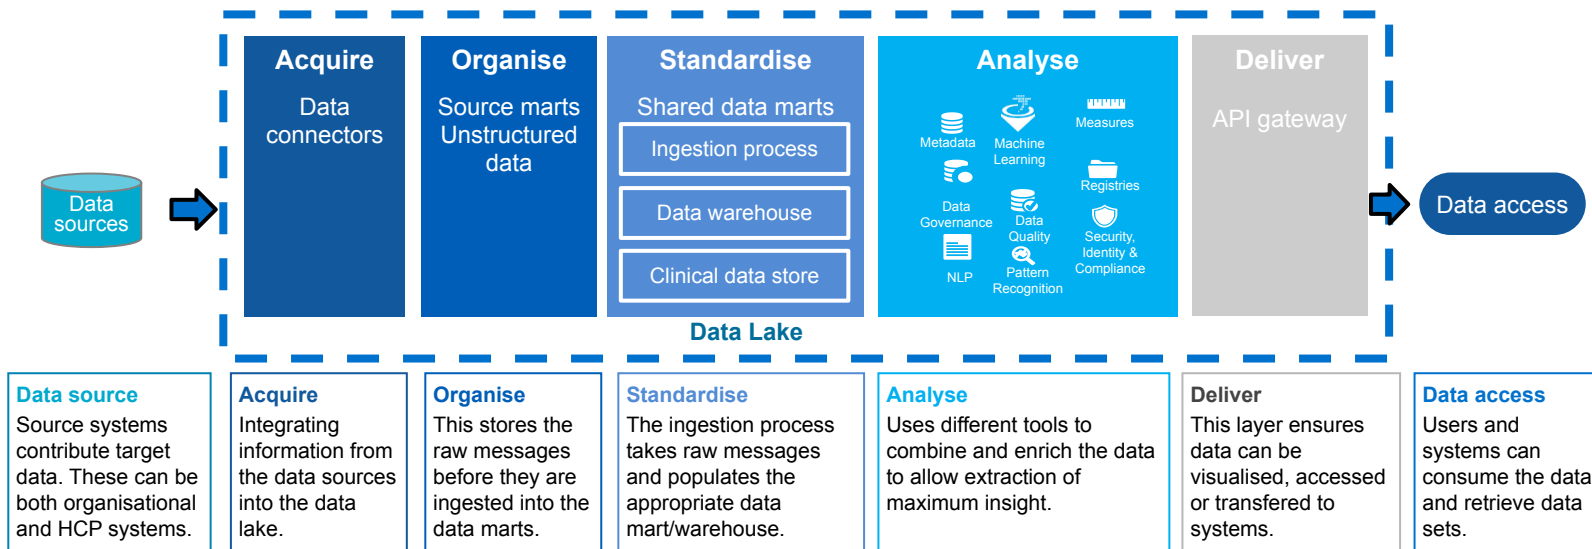 Acquire
Data
connectors
Organise
Source marts
Unstructured
data
Standardise
Shared data marts
Ingestion process
Data warehouse
Clinical data store
Analyse
Metadata
Machine
Learning
Measures
Data
Governance
Data
Quality
Registries
NLP
Pattern
Recognition
Security,
Identity &
Compliance
Deliver
API gateway
Data
sources
Data access
Data Lake
Data source
Source systems
contribute target
data. These can be
both organisational
and HCP systems.
Acquire
Integrating
information from
the data sources
into the data
lake.
Organise
This stores the
raw messages
before they are
ingested into the
data marts.
Standardise
The ingestion process
takes raw messages
and populates the
appropriate data
mart/warehouse.
Analyse
Uses different tools to
combine and enrich the data
to allow extraction of
maximum insight.
Deliver
This layer ensures
data can be
visualised, accessed
or transfered to
systems.
Data access
Users and
systems can
consume the data
and retrieve data
sets.